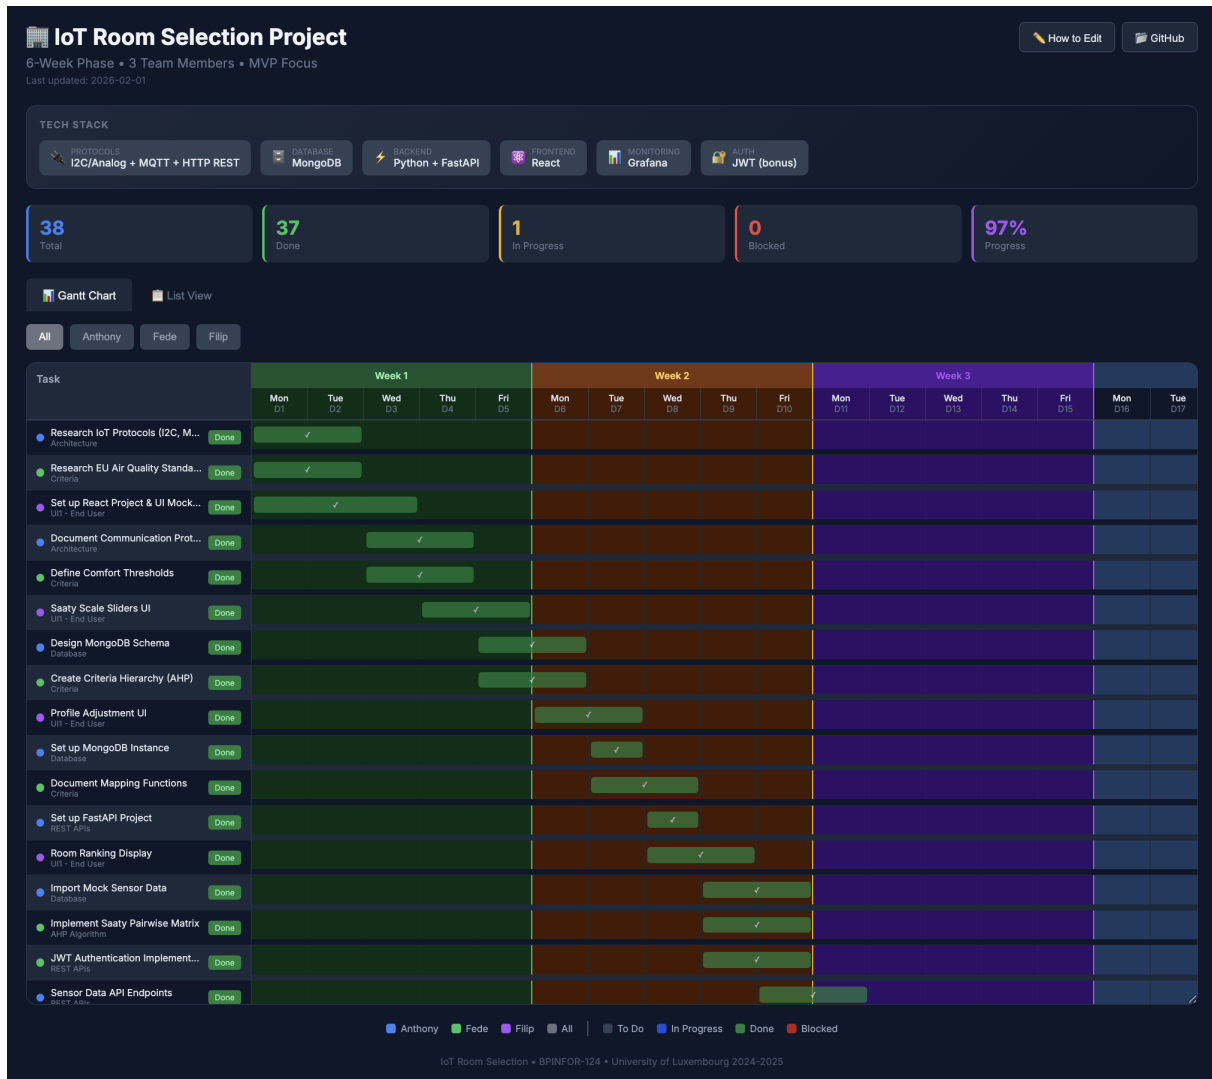 🏢 IoT Room Selection Project
✏️ How to Edit
📁 GitHub
6-Week Phase • 3 Team Members • MVP Focus
Last updated: 2026-02-01
TECH STACK
PROTOCOLS
I2C/Analog + MQTT + HTTP REST
DATABASE
MongoDB
BACKEND
Python + FastAPI
FRONTEND
React
MONITORING
Grafana
AUTH
JWT (bonus)
38
Total
37
Done
1
In Progress
0
Blocked
97%
Progress
Gantt Chart
List View
All
Anthony
Fede
Filip
Task
Week 1
Week 2
Week 3
Mon Tue Wed Thu Fri Mon Tue Wed Thu Fri Mon Tue Wed Thu Fri Mon Tue
D1 D2 D3 D4 D5 D6 D7 D8 D9 D10 D11 D12 D13 D14 D15 D16 D17
Research IoT Protocols (I2C, M... Done ✓
Architecture
Research EU Air Quality Standa... Done ✓
Criteria
Set up React Project & UI Mock... Done ✓
UI1 - End User
Document Communication Prot... Done ✓
Architecture
Define Comfort Thresholds Done ✓
Criteria
Saaty Scale Sliders UI Done ✓
UI1 - End User
Design MongoDB Schema Done ✓
Database
Create Criteria Hierarchy (AHP) Done ✓
Criteria
Profile Adjustment UI Done ✓
UI1 - End User
Set up MongoDB Instance Done ✓
Database
Document Mapping Functions Done ✓
Criteria
Set up FastAPI Project Done ✓
REST APIs
Room Ranking Display Done ✓
UI1 - End User
Import Mock Sensor Data Done ✓
Database
Implement Saaty Pairwise Matrix Done ✓
AHP Algorithm
JWT Authentication Implement... Done ✓
REST APIs
Sensor Data API Endpoints Done ✓
REST APIs
Anthony Fede Filip All | To Do In Progress Done Blocked
IoT Room Selection • BPINFOR-124 • University of Luxembourg 2024-2025